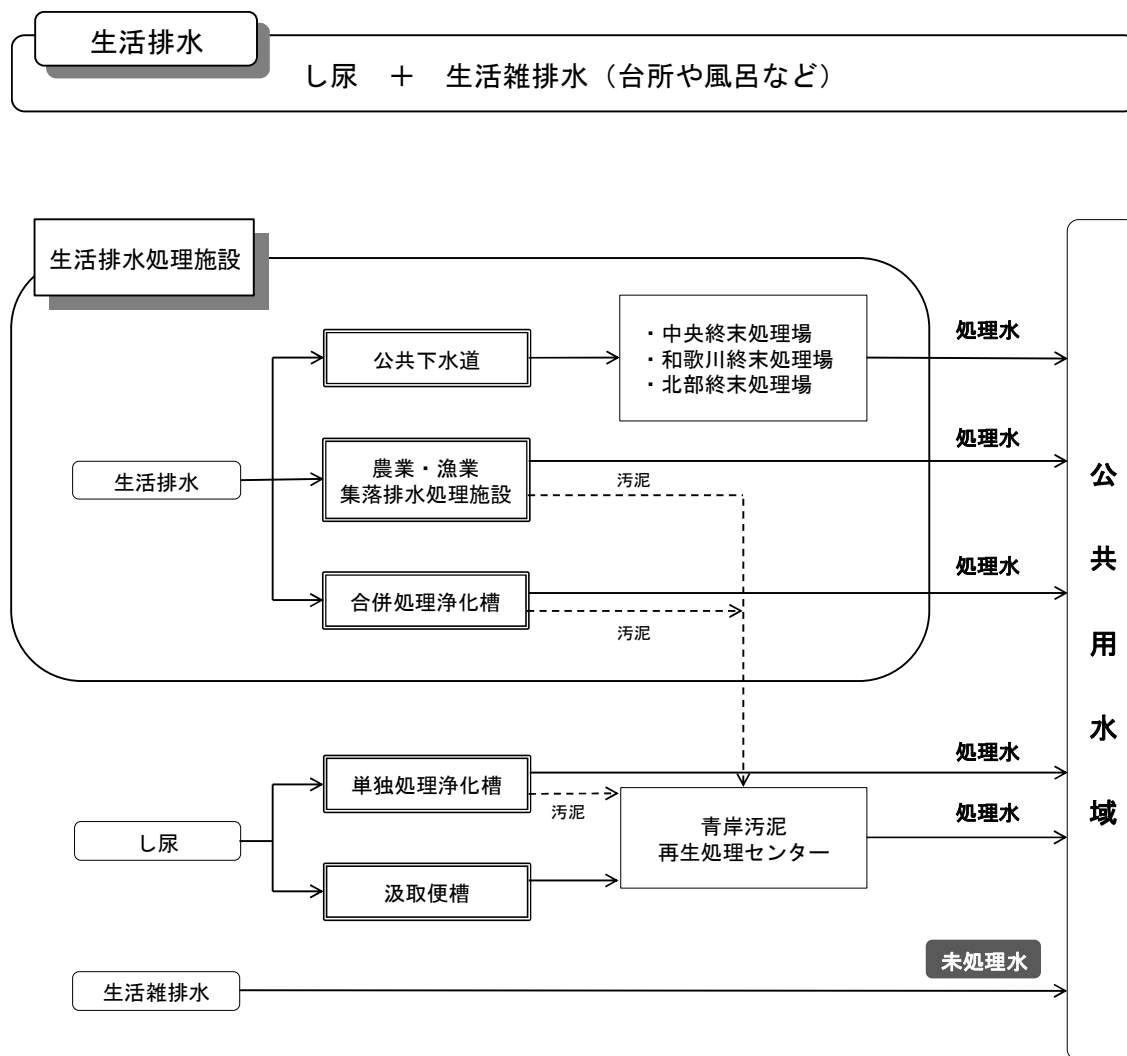 生活排水
し尿 ＋ 生活雑排水（台所や風呂など）
生活排水処理施設
公共下水道
・中央終末処理場
・和歌川終末処理場
・北部終末処理場
処理水
生活排水
農業・漁業
集落排水処理施設
汚泥
処理水
合併処理浄化槽
汚泥
処理水
し尿
単独処理浄化槽
汚泥
処理水
汲取便槽
青岸汚泥
再生処理センター
処理水
生活雑排水
未処理水
公
共
用
水
域